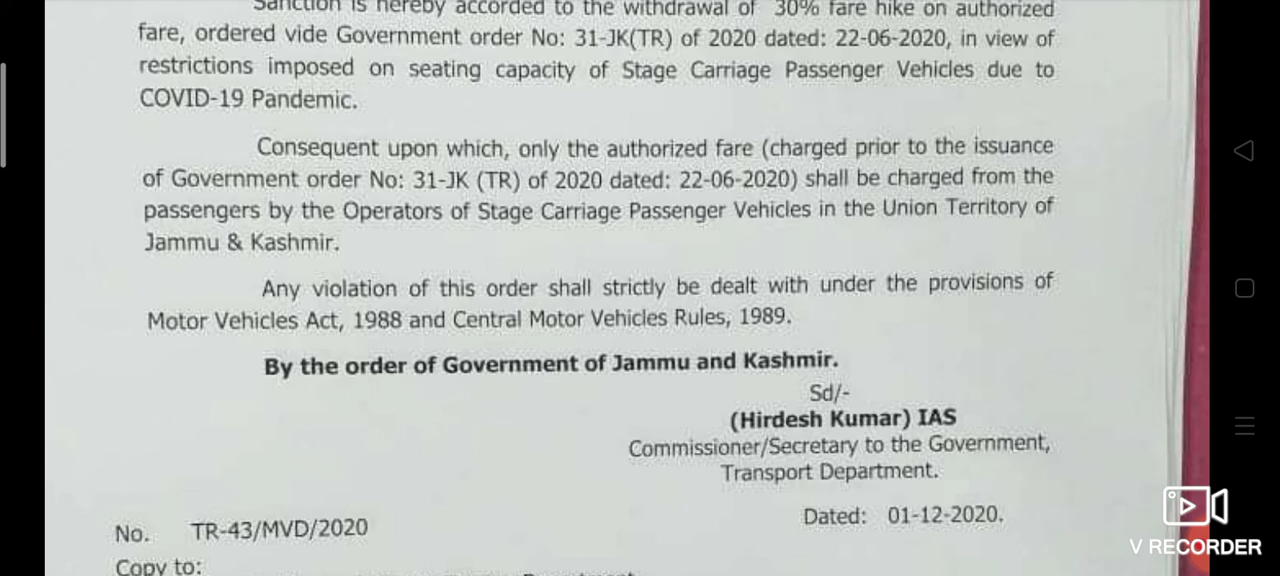 Sanction is hereby accorded to the withdrawal of 30% fare hike on authorized
fare, ordered vide Government order No: 31-JK(TR) of 2020 dated: 22-06-2020, in view of
restrictions imposed on seating capacity of Stage Carriage Passenger Vehicles due to
COVID-19 Pandemic.
Consequent upon which, only the authorized fare (charged prior to the issuance
of Government order No: 31-JK (TR) of 2020 dated: 22-06-2020) shall be charged from the
passengers by the Operators of Stage Carriage Passenger Vehicles in the Union Territory of
Jammu & Kashmir.
Any violation of this order shall strictly be dealt with under the provisions of
Motor Vehicles Act, 1988 and Central Motor Vehicles Rules, 1989.
By the order of Government of Jammu and Kashmir.
Sd/-
(Hirdesh Kumar) IAS
Commissioner/Secretary to the Government,
Transport Department.
No. TR-43/MVD/2020
Dated: 01-12-2020.
Copy to:
V RECORDER